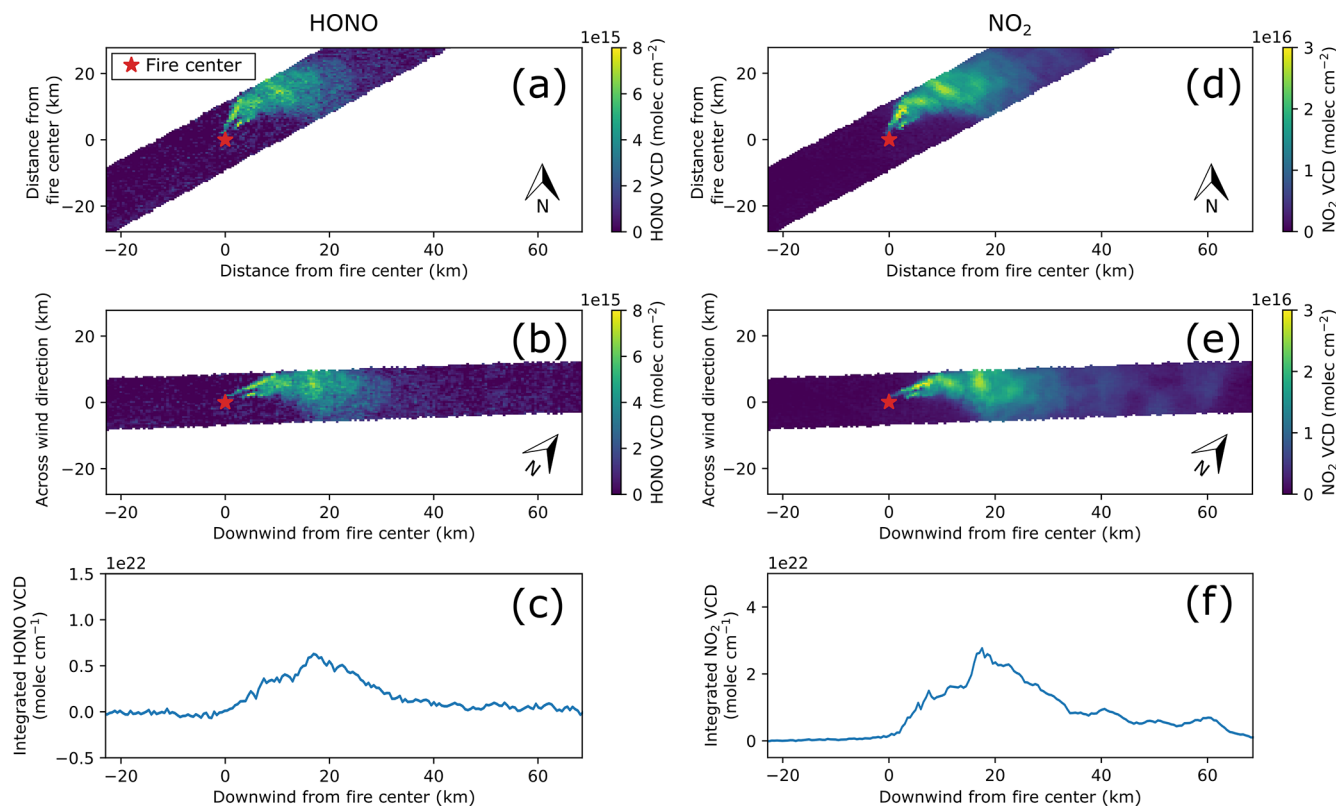 HONO
1e15
Fire center
(a)
20
0
−20
Distance from
fire center (km)
−20 0 20 40 60
Distance from fire center (km)
N
8
6
4
2
0
HONO VCD (molec cm⁻²)
NO₂
1e16
(d)
20
0
−20
Distance from
fire center (km)
−20 0 20 40 60
Distance from fire center (km)
N
3
2
1
0
NO₂ VCD (molec cm⁻²)
1e15
(b)
20
0
−20
Across wind direction (km)
−20 0 20 40 60
Downwind from fire center (km)
N
8
6
4
2
0
HONO VCD (molec cm⁻²)
1e16
(e)
20
0
−20
Across wind direction (km)
−20 0 20 40 60
Downwind from fire center (km)
N
3
2
1
0
NO₂ VCD (molec cm⁻²)
1e22
(c)
1.5
1.0
0.5
0.0
−0.5
Integrated HONO VCD
(molec cm⁻¹)
−20 0 20 40 60
Downwind from fire center (km)
1e22
(f)
4
2
0
Integrated NO₂ VCD
(molec cm⁻¹)
−20 0 20 40 60
Downwind from fire center (km)